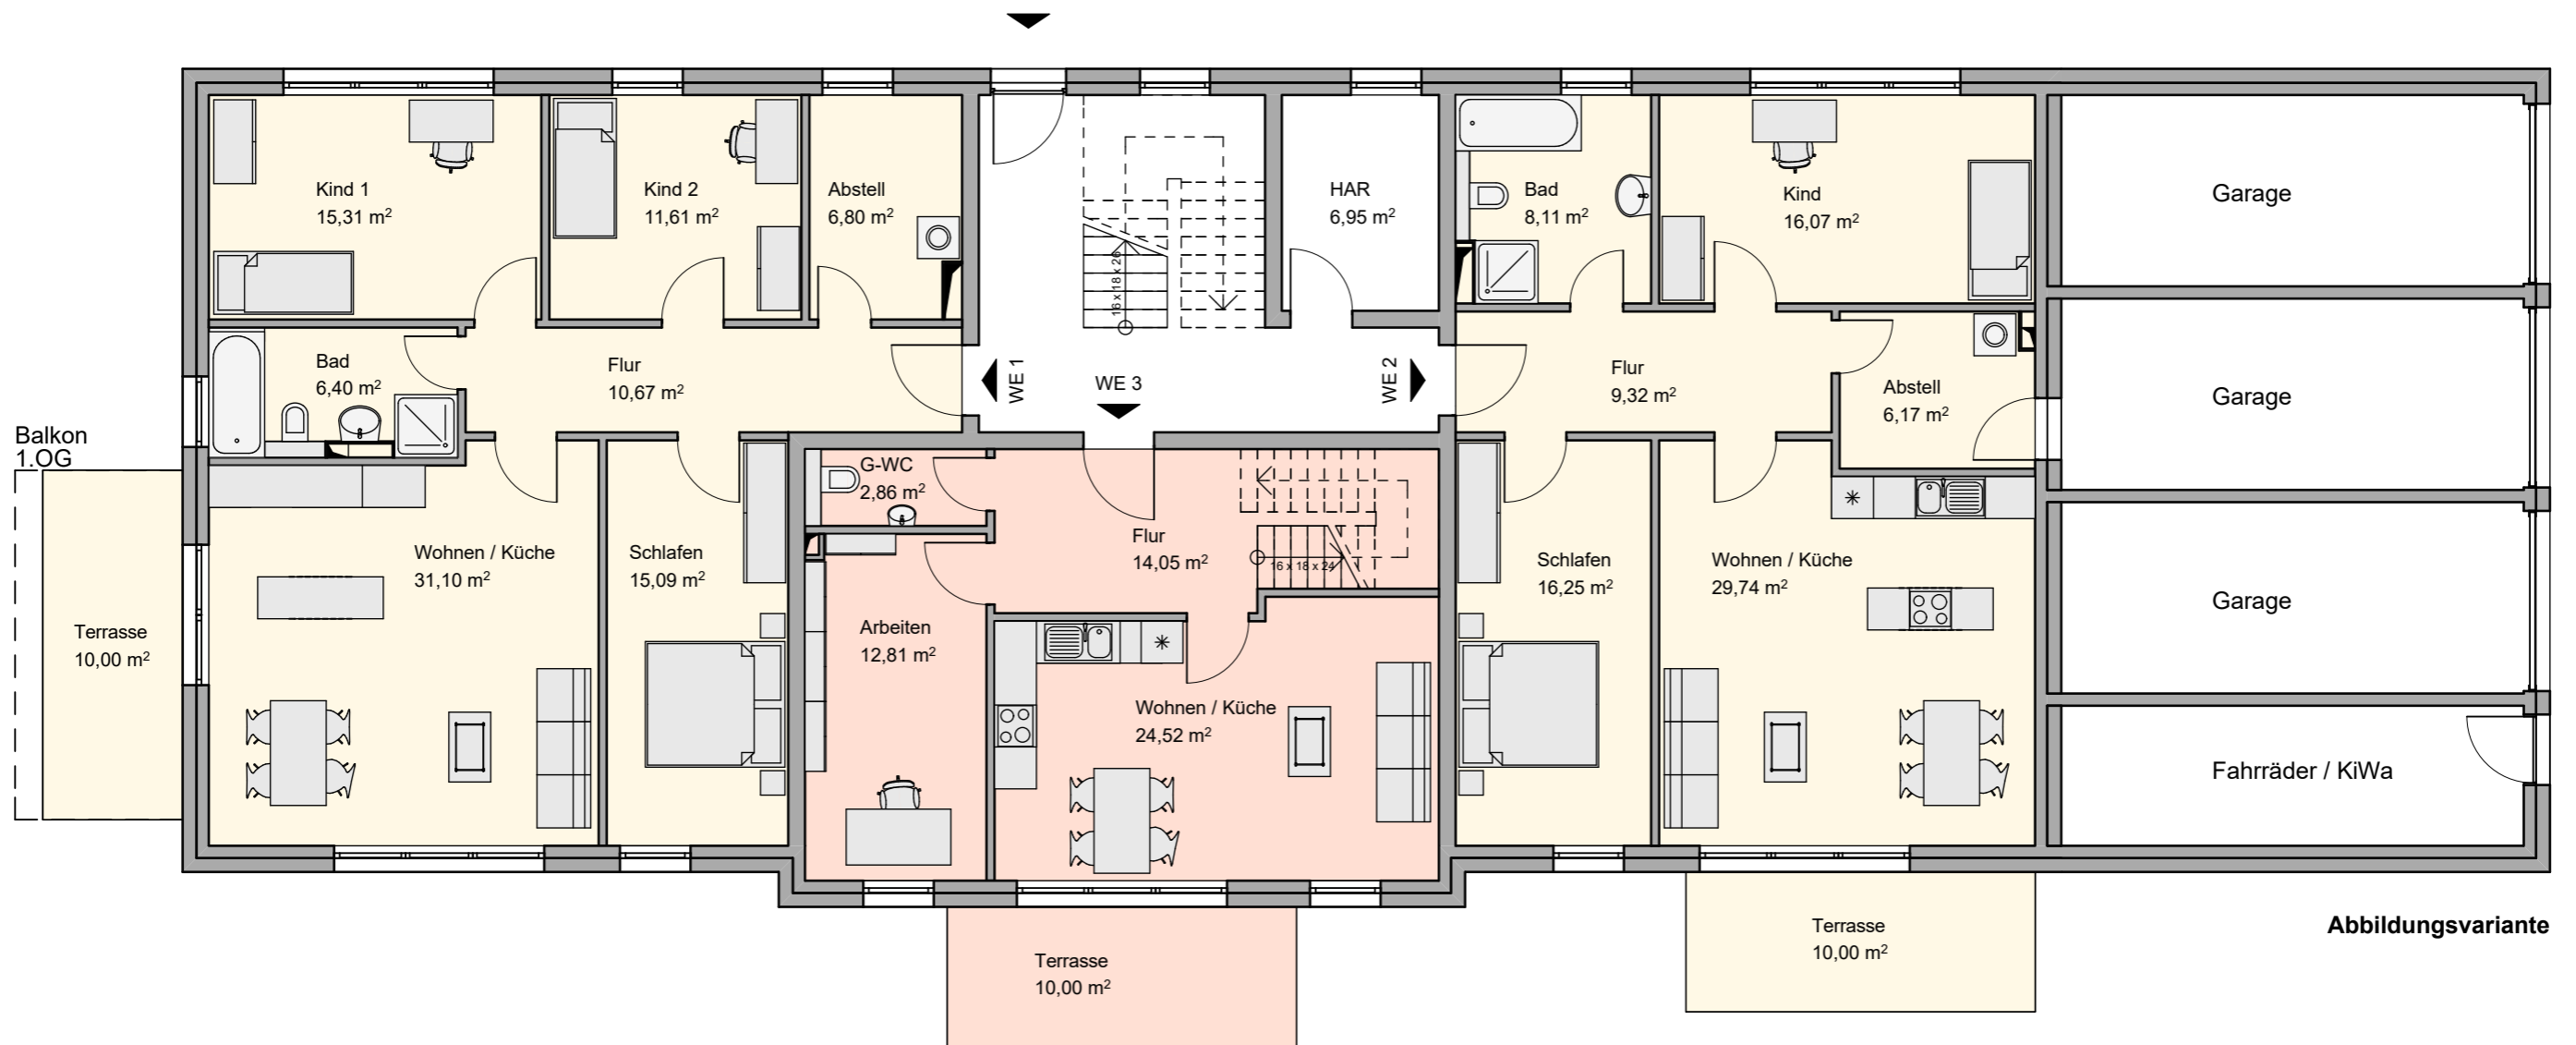 Kind 1
15,31 m²
Kind 2
11,61 m²
Abstell
6,80 m²
16 x 18 x 26
HAR
6,95 m²
Bad
8,11 m²
Kind
16,07 m²
Garage
Bad
6,40 m²
Flur
10,67 m²
WE 1
WE 3
WE 2
Flur
9,32 m²
Abstell
6,17 m²
Garage
Balkon
1.OG
G-WC
2,86 m²
Flur
14,05 m²
16 x 18 x 24
Wohnen / Küche
31,10 m²
Schlafen
15,09 m²
Schlafen
16,25 m²
Wohnen / Küche
29,74 m²
Garage
Terrasse
10,00 m²
Arbeiten
12,81 m²
Wohnen / Küche
24,52 m²
Fahrräder / KiWa
Terrasse
10,00 m²
Terrasse
10,00 m²
Abbildungsvariante